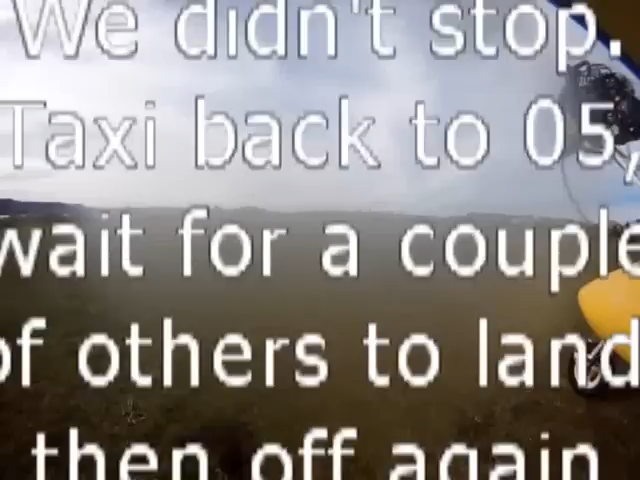 We didn't stop.
Taxi back to 05,
wait for a couple
of others to land,
then off again